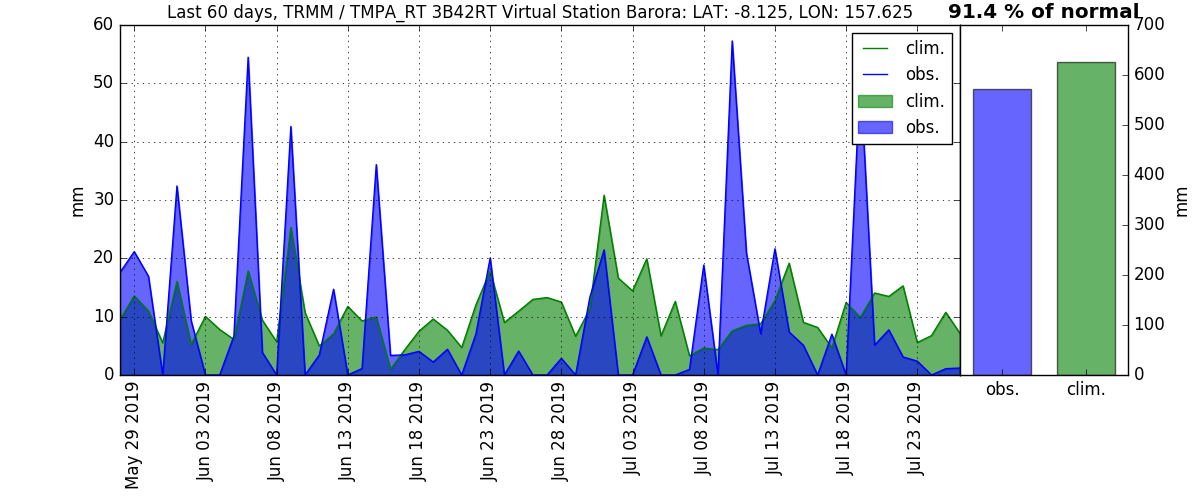 Last 60 days, TRMM / TMPA_RT 3B42RT Virtual Station Barora: LAT: -8.125, LON: 157.625
91.4 % of normal
60
50
40
30
20
10
0
mm
clim.
obs.
clim.
obs.
May 29 2019
Jun 03 2019
Jun 08 2019
Jun 13 2019
Jun 18 2019
Jun 23 2019
Jun 28 2019
Jul 03 2019
Jul 08 2019
Jul 13 2019
Jul 18 2019
Jul 23 2019
700
600
500
400
300
200
100
0
mm
obs.
clim.